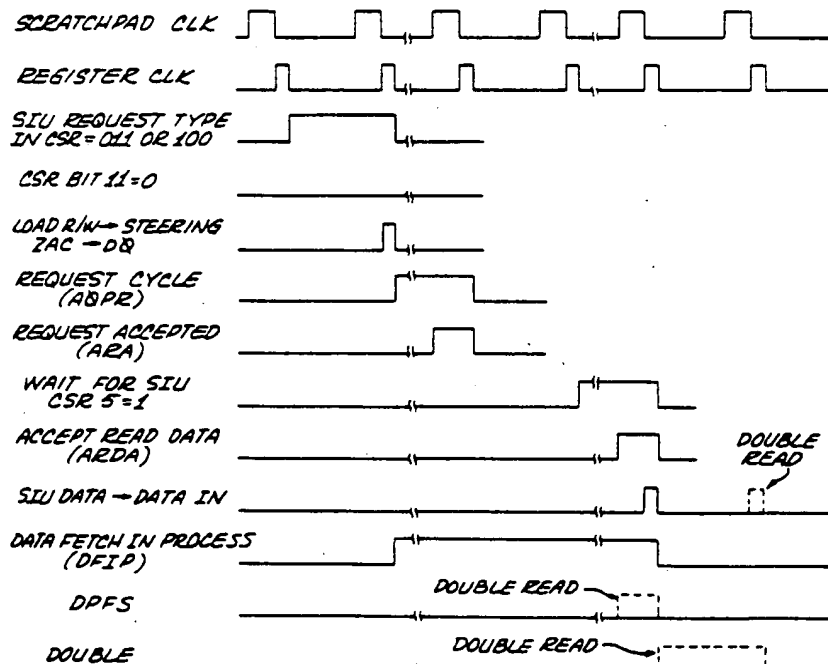 SCRATCHPAD CLK
REGISTER CLK
SIU REQUEST TYPE
IN CSR = 011 OR 100
CSR BIT 11=0
LOAD R/W → STEERING
ZAC → DØ
REQUEST CYCLE
(AØPR)
REQUEST ACCEPTED
(ARA)
WAIT FOR SIU
CSR 5=1
ACCEPT READ DATA
(ARDA)
DOUBLE
READ
SIU DATA → DATA IN
DATA FETCH IN PROCESS
(DFIP)
DOUBLE READ
DPFS
DOUBLE READ
DOUBLE